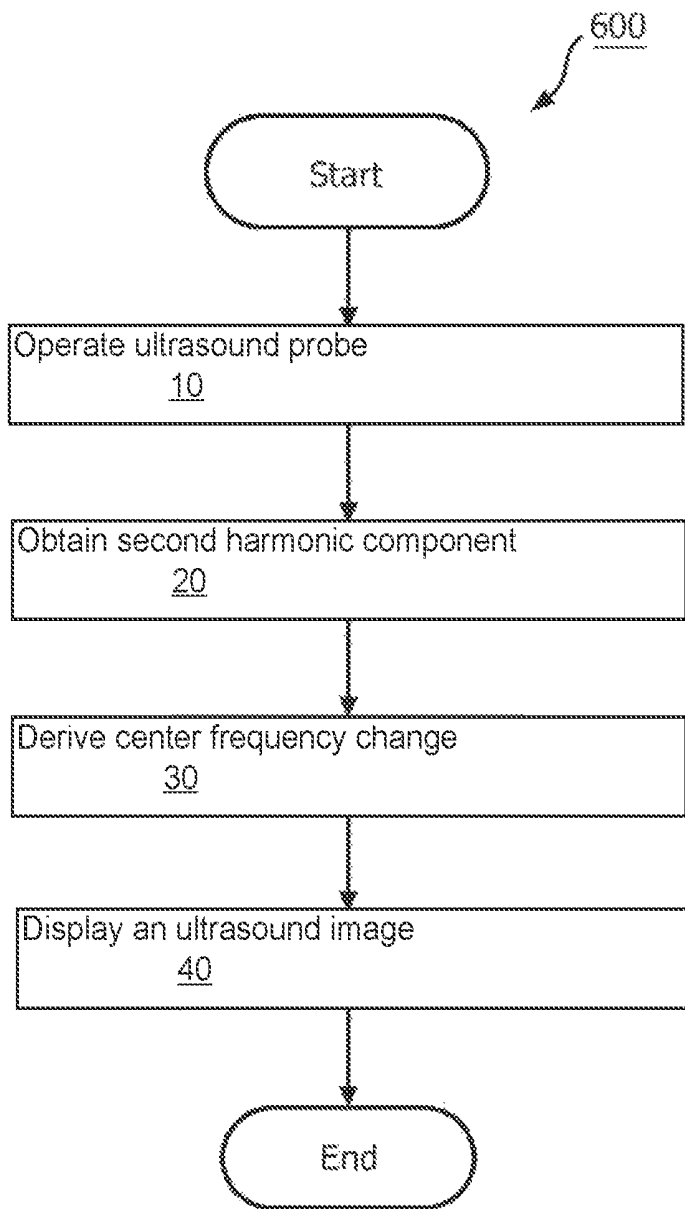 600
Start
Operate ultrasound probe
10
Obtain second harmonic component
20
Derive center frequency change
30
Display an ultrasound image
40
End